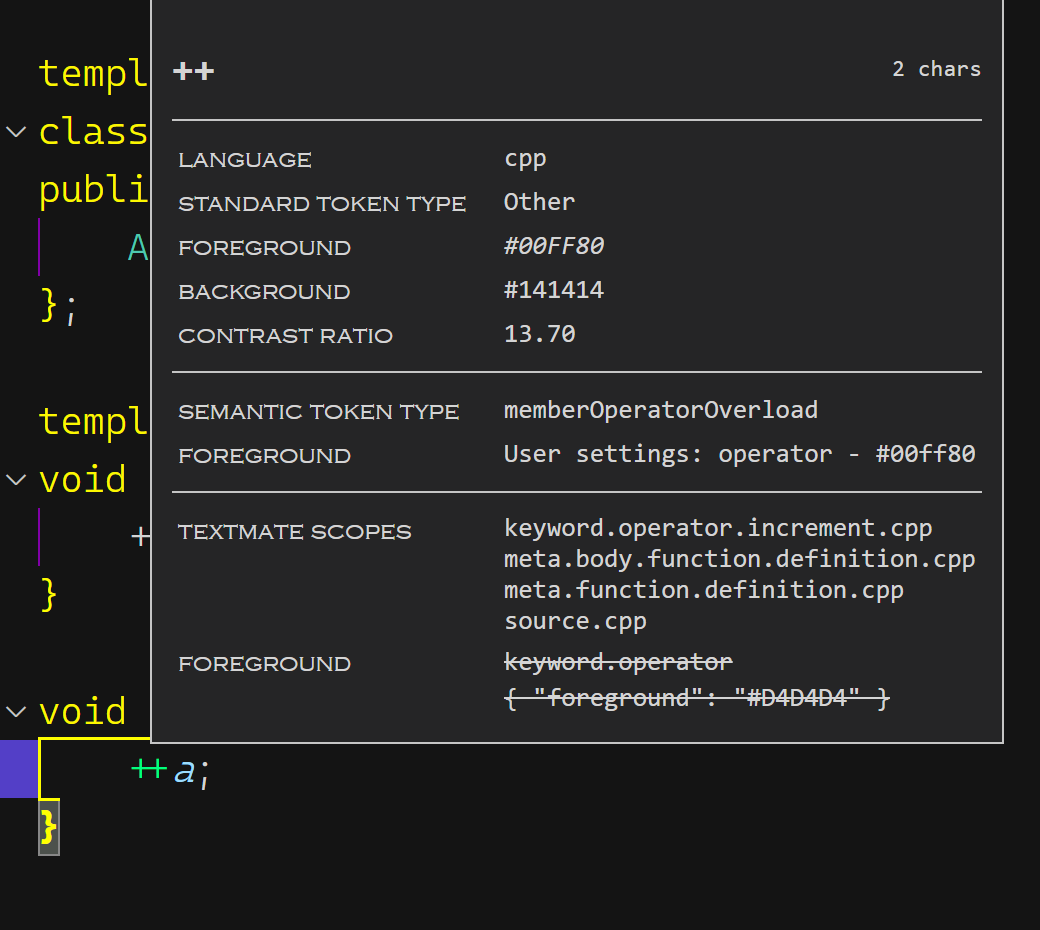 templ
class
publi
A
};
templ
void
+
}
void
++a;
}
++ 2 chars
LANGUAGE cpp
STANDARD TOKEN TYPE Other
FOREGROUND #00FF80
BACKGROUND #141414
CONTRAST RATIO 13.70
SEMANTIC TOKEN TYPE memberOperatorOverload
FOREGROUND User settings: operator - #00ff80
TEXTMATE SCOPES keyword.operator.increment.cpp
meta.body.function.definition.cpp
meta.function.definition.cpp
source.cpp
FOREGROUND keyword.operator
{ "foreground": "#D4D4D4" }